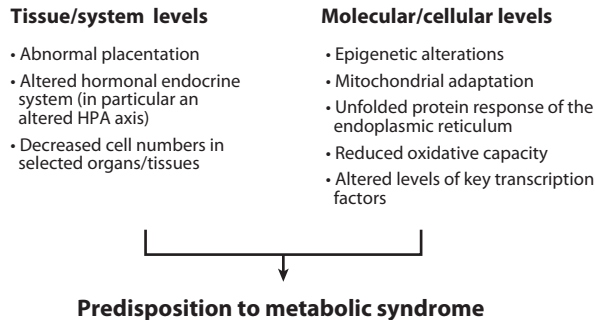 Tissue/system levels
• Abnormal placentation
• Altered hormonal endocrine
system (in particular an
altered HPA axis)
• Decreased cell numbers in
selected organs/tissues
Molecular/cellular levels
• Epigenetic alterations
• Mitochondrial adaptation
• Unfolded protein response of the
endoplasmic reticulum
• Reduced oxidative capacity
• Altered levels of key transcription
factors
Predisposition to metabolic syndrome